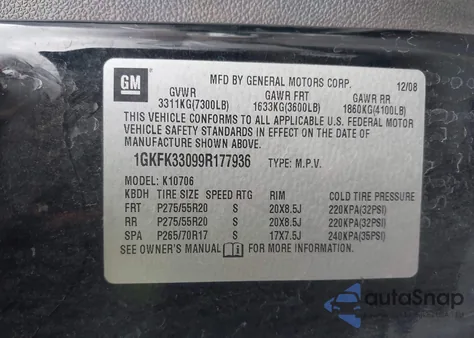 GM
MFD BY GENERAL MOTORS CORP. 12/08
GVWR GAWR FRT GAWR RR
3311KG(7300LB) 1633KG(3600LB) 1860KG(4100LB)
THIS VEHICLE CONFORMS TO ALL APPLICABLE U.S. FEDERAL MOTOR
VEHICLE SAFETY STANDARDS IN EFFECT ON THE DATE OF
MANUFACTURE SHOWN ABOVE.
1GKFK33099R177936 TYPE: M.P.V.
MODEL: K10706
KBDH TIRE SIZE SPEED RTG RIM COLD TIRE PRESSURE
FRT P275/55R20 S 20X8.5J 220KPA(32PSI)
RR P275/55R20 S 20X8.5J 220KPA(32PSI)
SPA P265/70R17 S 17X7.5J 240KPA(35PSI)
SEE OWNER'S MANUAL FOR MORE INFORMATION.
autoSnap